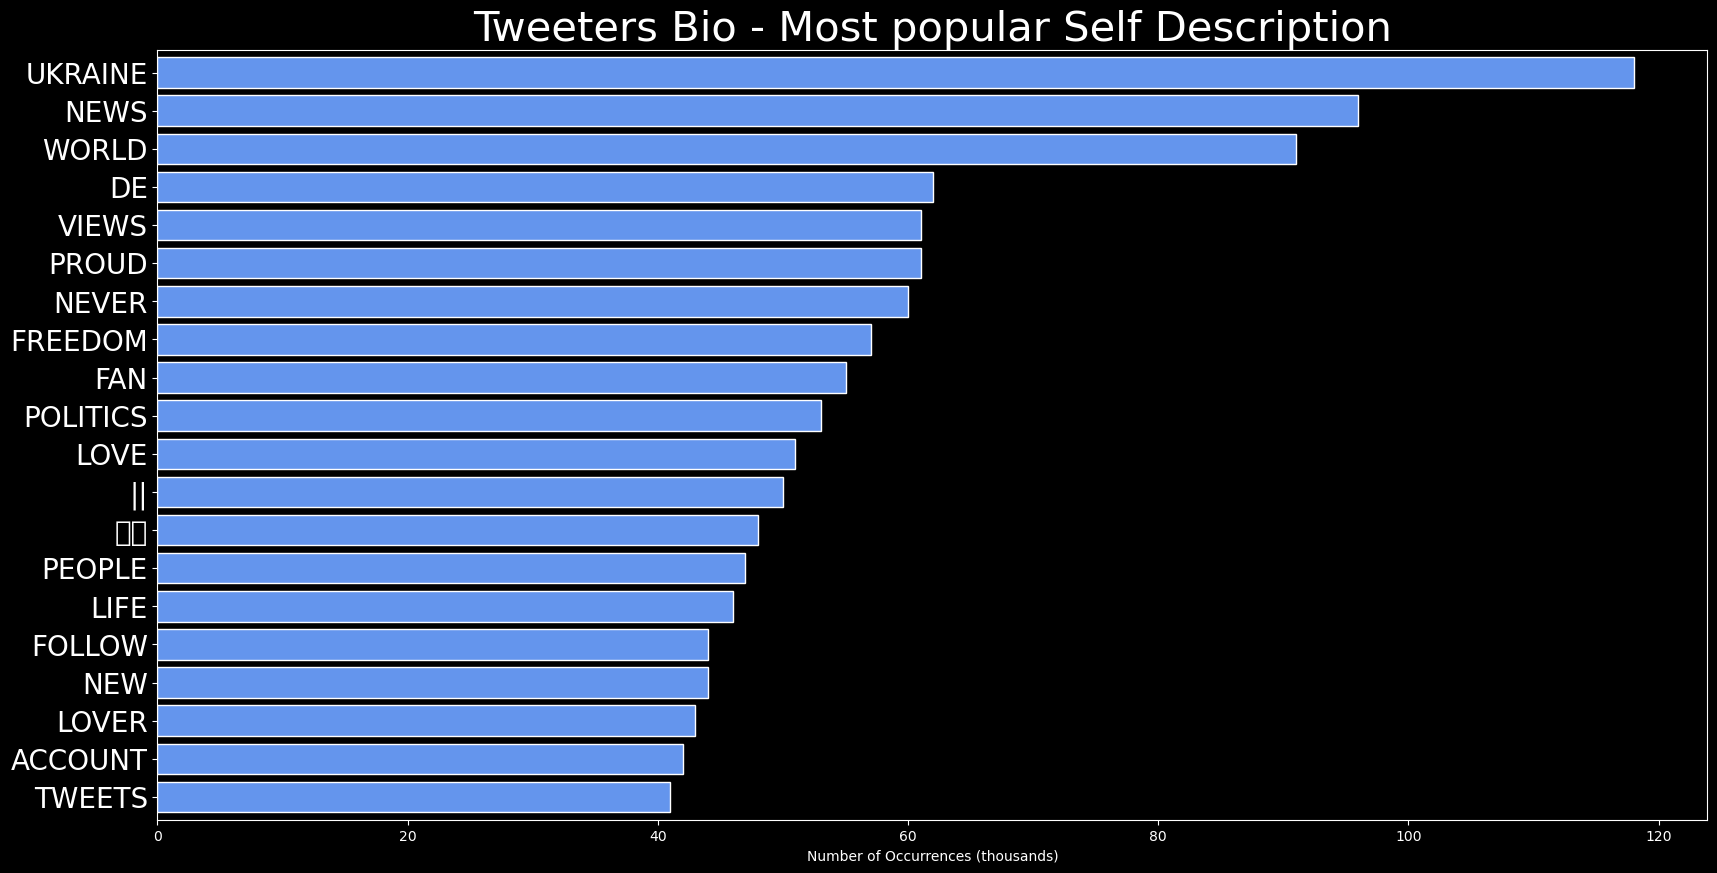 Tweeters Bio - Most popular Self Description
UKRAINE
NEWS
WORLD
DE
VIEWS
PROUD
NEVER
FREEDOM
FAN
POLITICS
LOVE
||
PEOPLE
LIFE
FOLLOW
NEW
LOVER
ACCOUNT
TWEETS
0 20 40 60 80 100 120
Number of Occurrences (thousands)